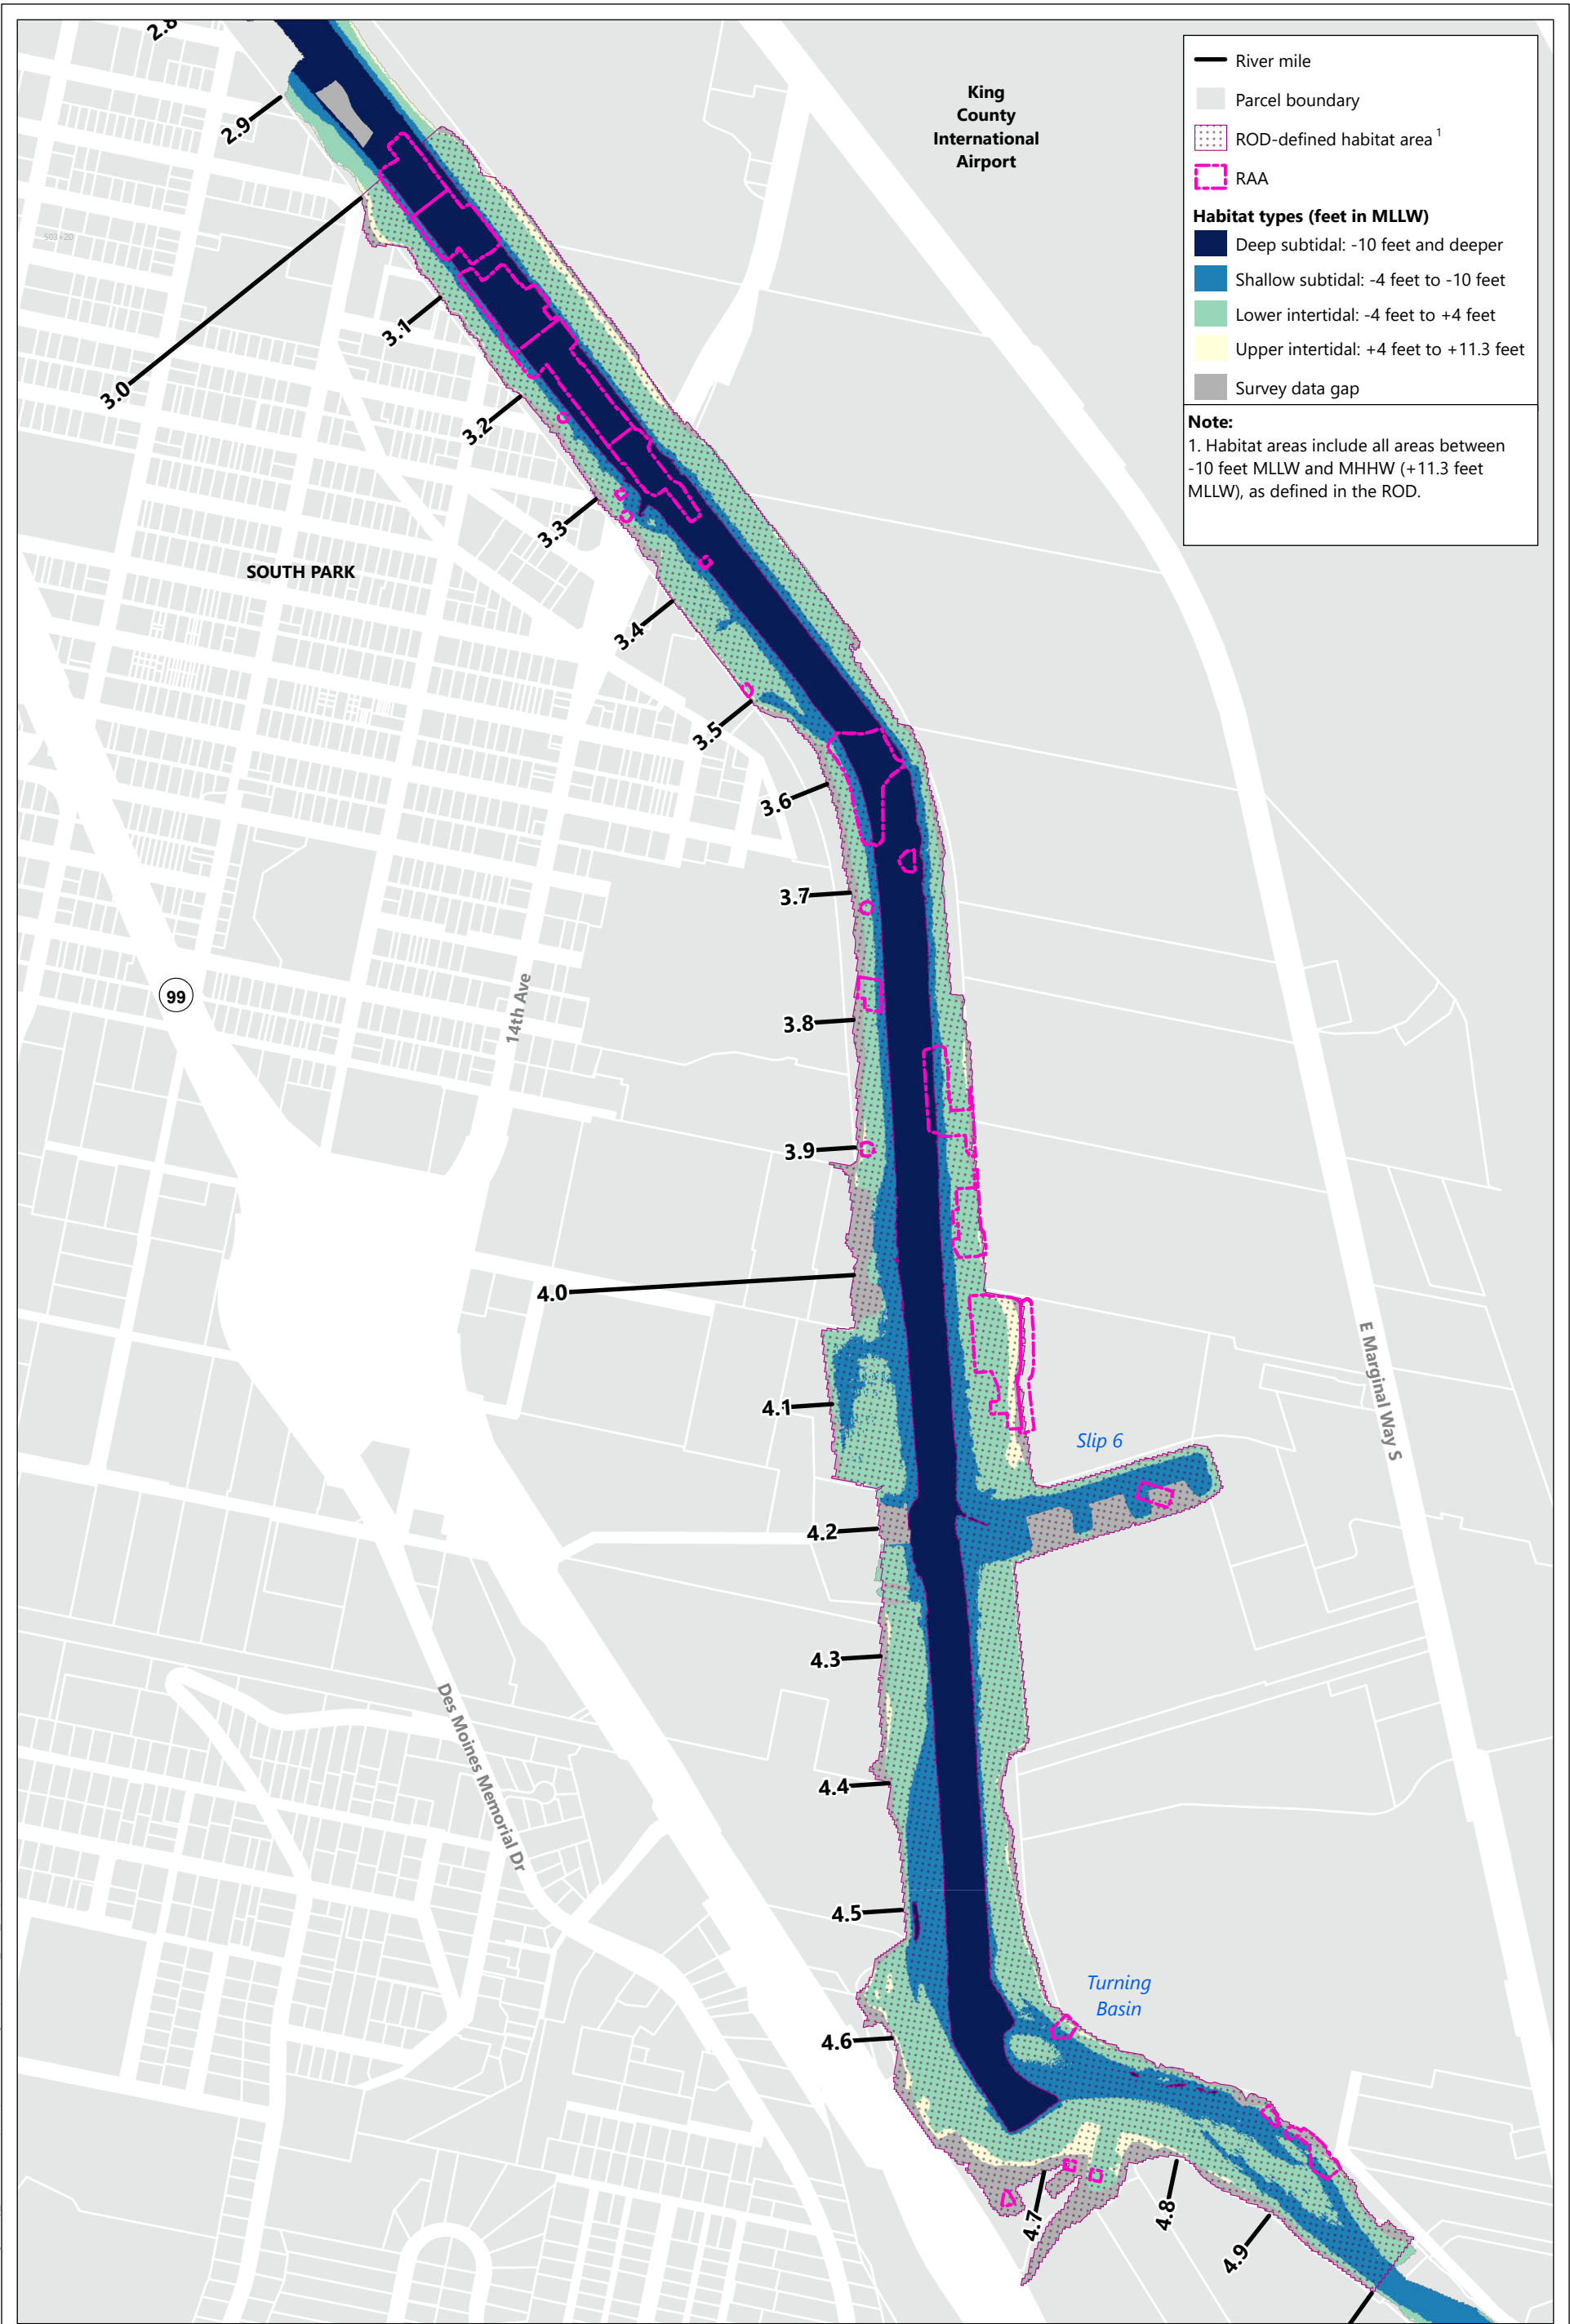 2.8
2.9
3.0
3.1
3.2
3.3
3.4
3.5
3.6
3.7
3.8
3.9
4.0
4.1
4.2
4.3
4.4
4.5
4.6
4.7
4.8
4.9
503+20
King
County
International
Airport
SOUTH PARK
99
14th Ave
E Marginal Way S
Slip 6
Des Moines Memorial Dr
Turning
Basin
River mile
Parcel boundary
ROD-defined habitat area 1
RAA
Habitat types (feet in MLLW)
Deep subtidal: -10 feet and deeper
Shallow subtidal: -4 feet to -10 feet
Lower intertidal: -4 feet to +4 feet
Upper intertidal: +4 feet to +11.3 feet
Survey data gap
Note:
1. Habitat areas include all areas between
-10 feet MLLW and MHHW (+11.3 feet
MLLW), as defined in the ROD.